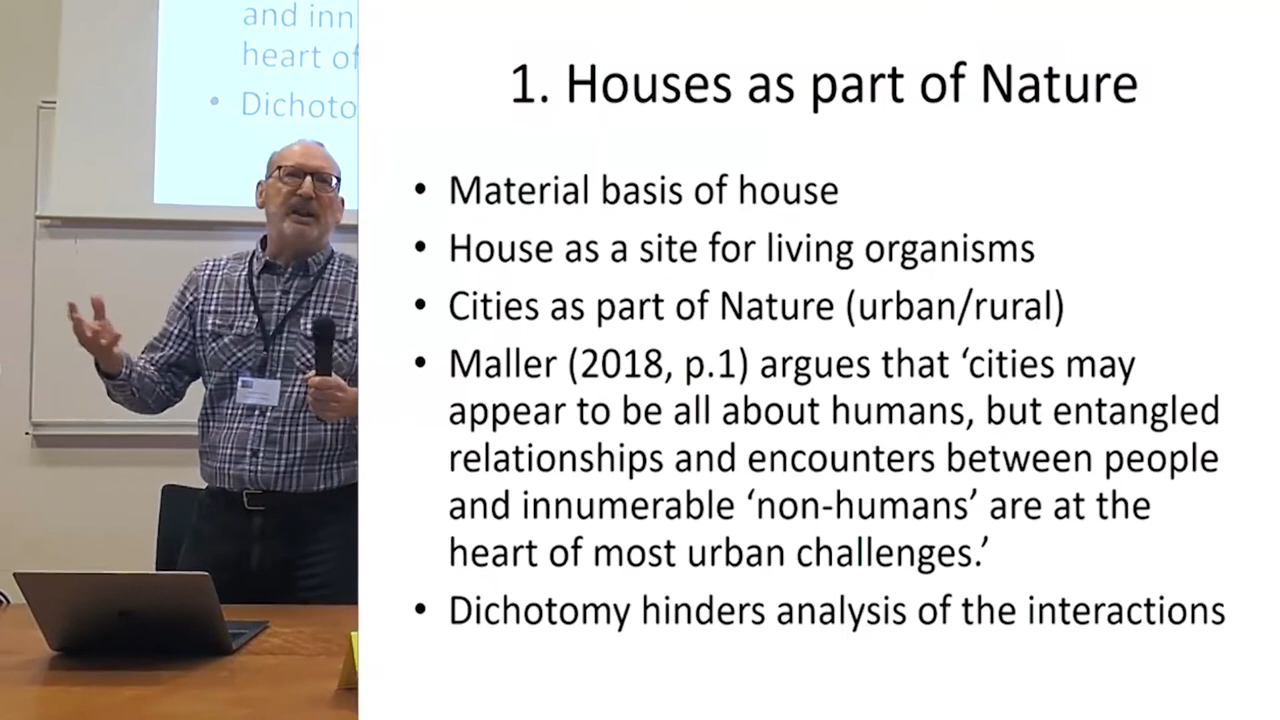 and inn
heart of
• Dichoto
1. Houses as part of Nature
• Material basis of house
• House as a site for living organisms
• Cities as part of Nature (urban/rural)
• Maller (2018, p.1) argues that ‘cities may
appear to be all about humans, but entangled
relationships and encounters between people
and innumerable ‘non-humans’ are at the
heart of most urban challenges.’
• Dichotomy hinders analysis of the interactions